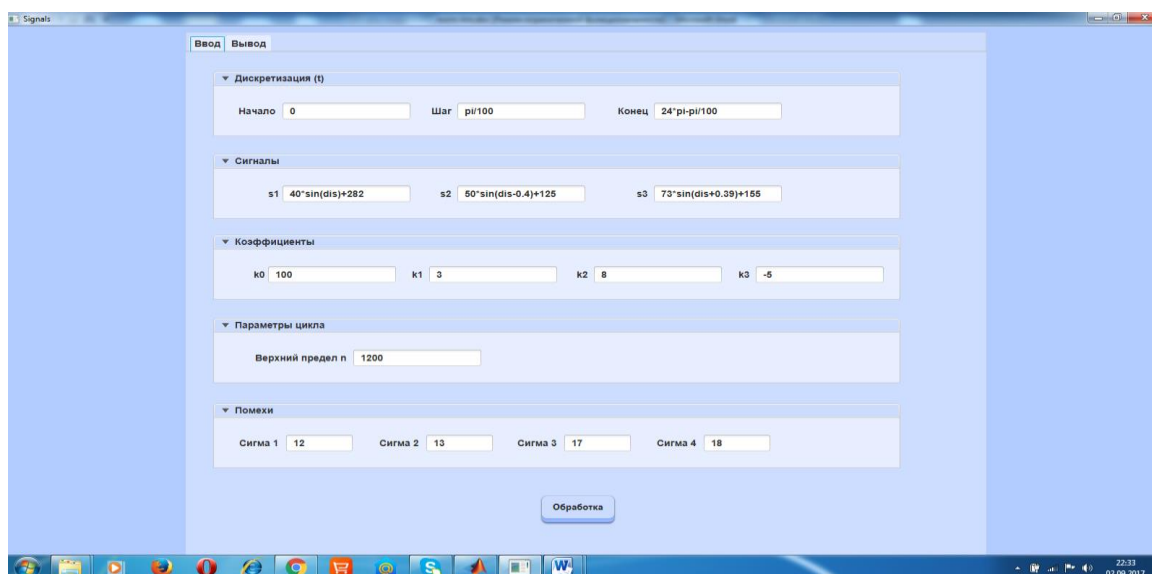 Signals
Ввод Вывод
Дискретизация (t)
Начало 0 Шаг pi/100 Конец 24*pi-pi/100
Сигналы
s1 40*sin(dis)+282 s2 50*sin(dis-0.4)+125 s3 73*sin(dis+0.39)+155
Коэффициенты
k0 100 k1 3 k2 8 k3 -5
Параметры цикла
Верхний предел n 1200
Помехи
Сигма 1 12 Сигма 2 13 Сигма 3 17 Сигма 4 18
Обработка
22:33
02.09.2017